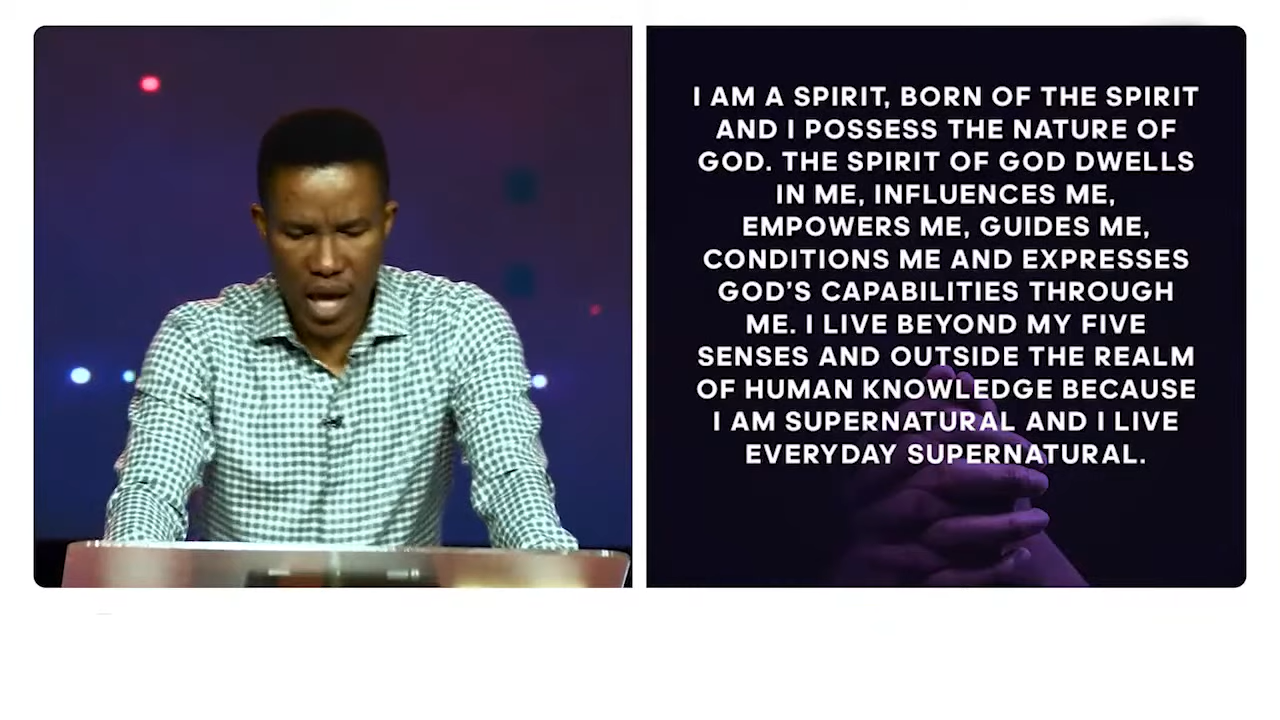 I AM A SPIRIT, BORN OF THE SPIRIT
AND I POSSESS THE NATURE OF
GOD. THE SPIRIT OF GOD DWELLS
IN ME, INFLUENCES ME,
EMPOWERS ME, GUIDES ME,
CONDITIONS ME AND EXPRESSES
GOD’S CAPABILITIES THROUGH
ME. I LIVE BEYOND MY FIVE
SENSES AND OUTSIDE THE REALM
OF HUMAN KNOWLEDGE BECAUSE
I AM SUPERNATURAL AND I LIVE
EVERYDAY SUPERNATURAL.